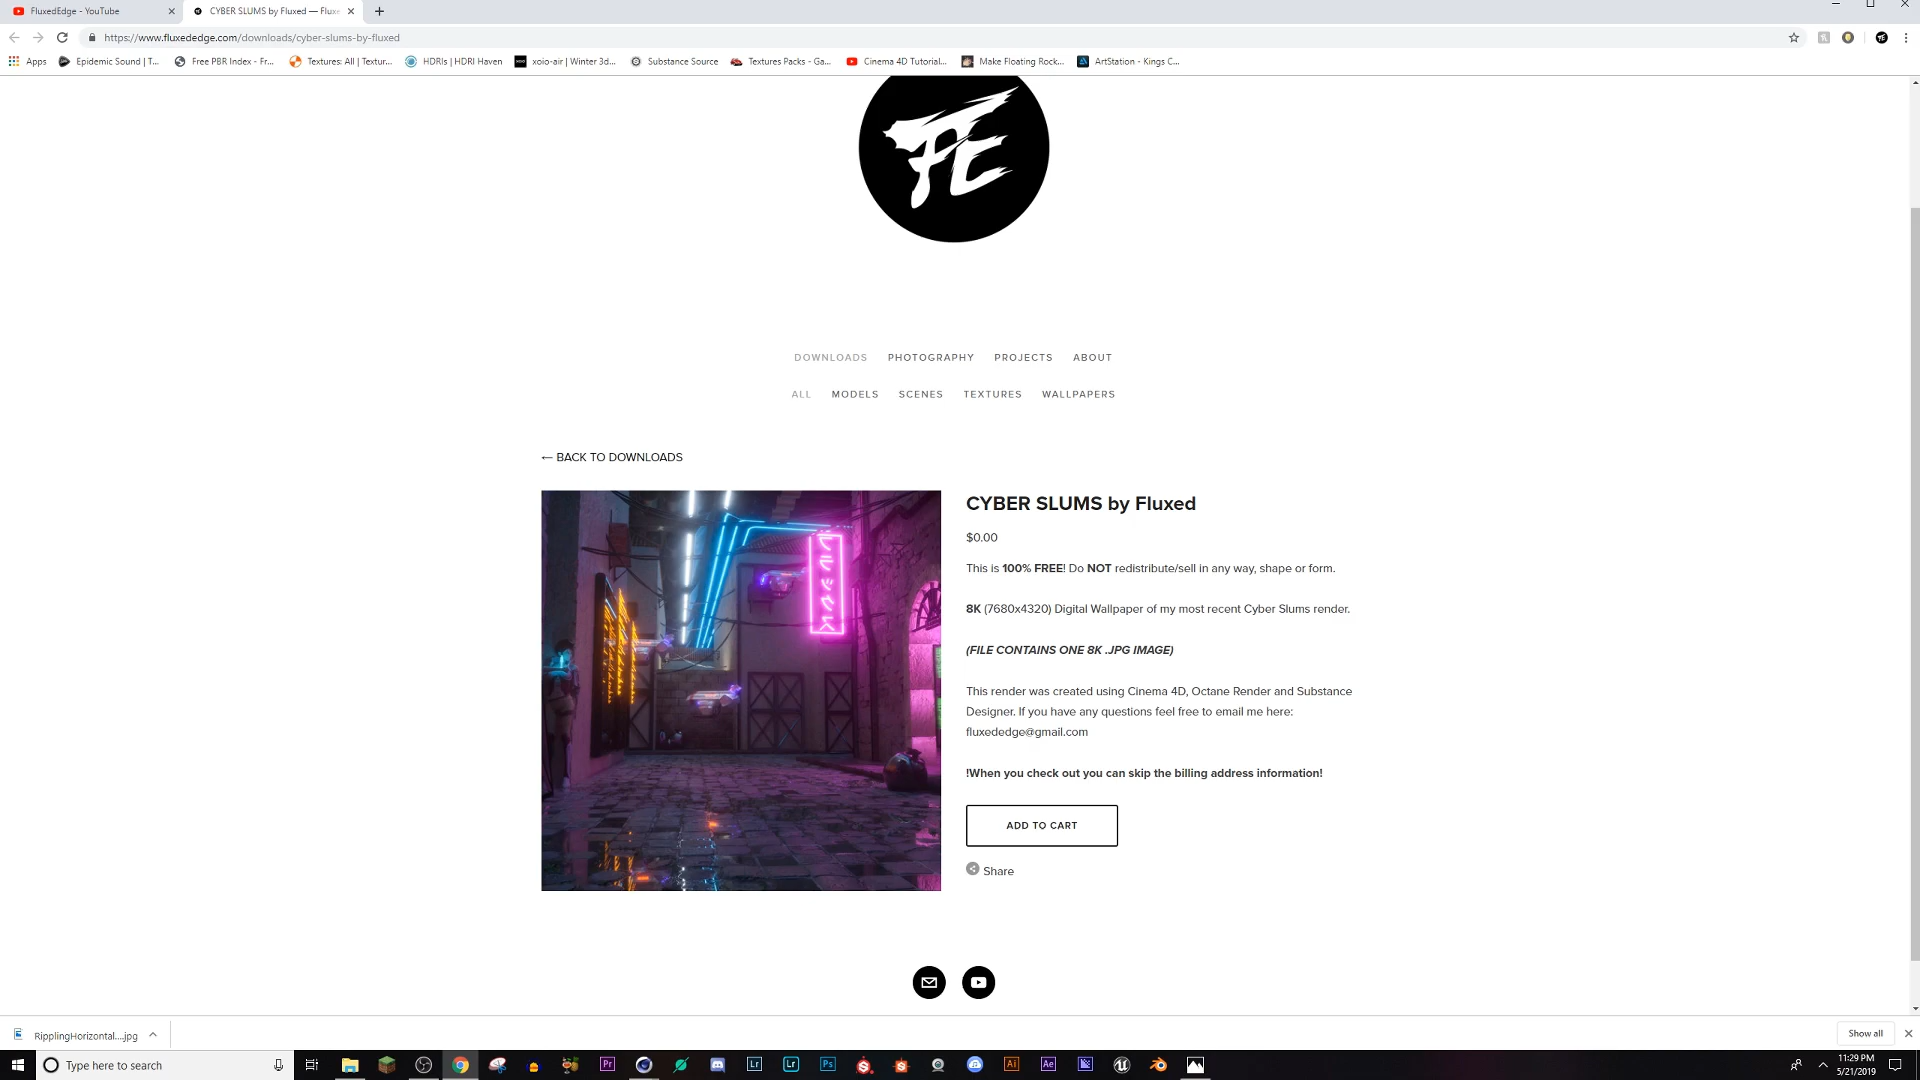 FluxedEdge - YouTube
CYBER SLUMS by Fluxed — Flux
https://www.fluxededge.com/downloads/cyber-slums-by-fluxed
Apps Epidemic Sound | T... Free PBR Index - Fr... Textures: All | Textur... HDRIs | HDRI Haven xoio-air | Winter 3d... Substance Source Textures Packs - Ga... Cinema 4D Tutorial... Make Floating Rock... ArtStation - Kings C...
FE
DOWNLOADS PHOTOGRAPHY PROJECTS ABOUT
ALL MODELS SCENES TEXTURES WALLPAPERS
← BACK TO DOWNLOADS
CYBER SLUMS by Fluxed
$0.00
This is 100% FREE! Do NOT redistribute/sell in any way, shape or form.
8K (7680x4320) Digital Wallpaper of my most recent Cyber Slums render.
(FILE CONTAINS ONE 8K .JPG IMAGE)
This render was created using Cinema 4D, Octane Render and Substance
Designer. If you have any questions feel free to email me here:
fluxededge@gmail.com
!When you check out you can skip the billing address information!
ADD TO CART
Share
RipplingHorizontal....jpg
Show all
Type here to search
Pr
Lr
Lr
Ps
Ai
Ae
11:29 PM
5/21/2019